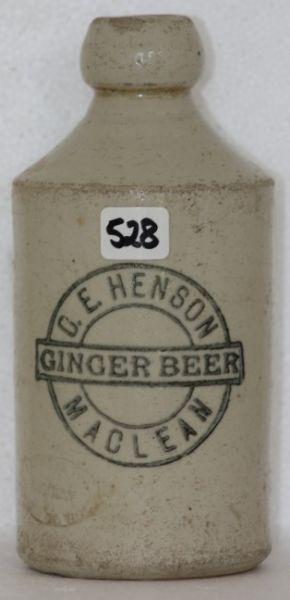 528
C. E HENSON
GINGER BEER
MACLEAN